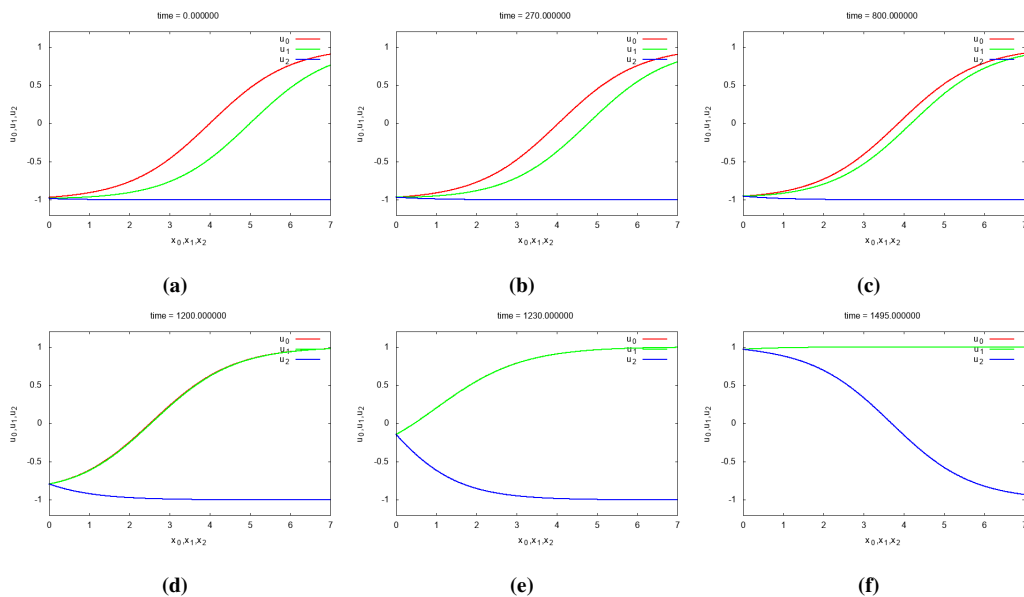 time = 0.000000
u0
u1
u2
1
0.5
0
-0.5
-1
u0,u1,u2
0 1 2 3 4 5 6 7
x0,x1,x2
(a)
time = 270.000000
u0
u1
u2
1
0.5
0
-0.5
-1
u0,u1,u2
0 1 2 3 4 5 6 7
x0,x1,x2
(b)
time = 800.000000
u0
u1
u2
1
0.5
0
-0.5
-1
u0,u1,u2
0 1 2 3 4 5 6 7
x0,x1,x2
(c)
time = 1200.000000
u0
u1
u2
1
0.5
0
-0.5
-1
u0,u1,u2
0 1 2 3 4 5 6 7
x0,x1,x2
(d)
time = 1230.000000
u0
u1
u2
1
0.5
0
-0.5
-1
u0,u1,u2
0 1 2 3 4 5 6 7
x0,x1,x2
(e)
time = 1495.000000
u0
u1
u2
1
0.5
0
-0.5
-1
u0,u1,u2
0 1 2 3 4 5 6 7
x0,x1,x2
(f)